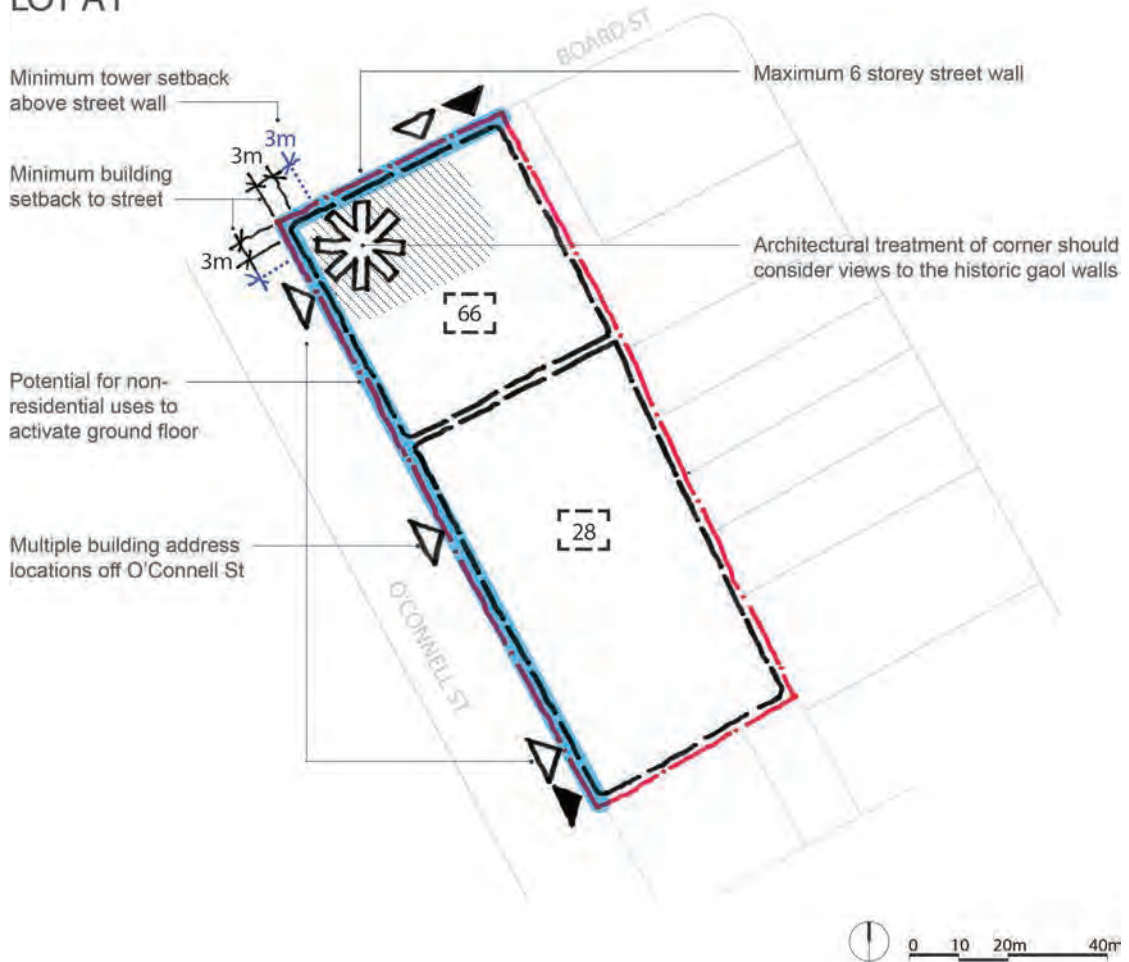 LOT A1
BOARD ST
Minimum tower setback
above street wall
Maximum 6 storey street wall
3m
3m
Minimum building
setback to street
3m
Architectural treatment of corner should
consider views to the historic gaol walls
66
Potential for non-
residential uses to
activate ground floor
28
Multiple building address
locations off O'Connell St
O'CONNELL ST
0 10 20m 40m